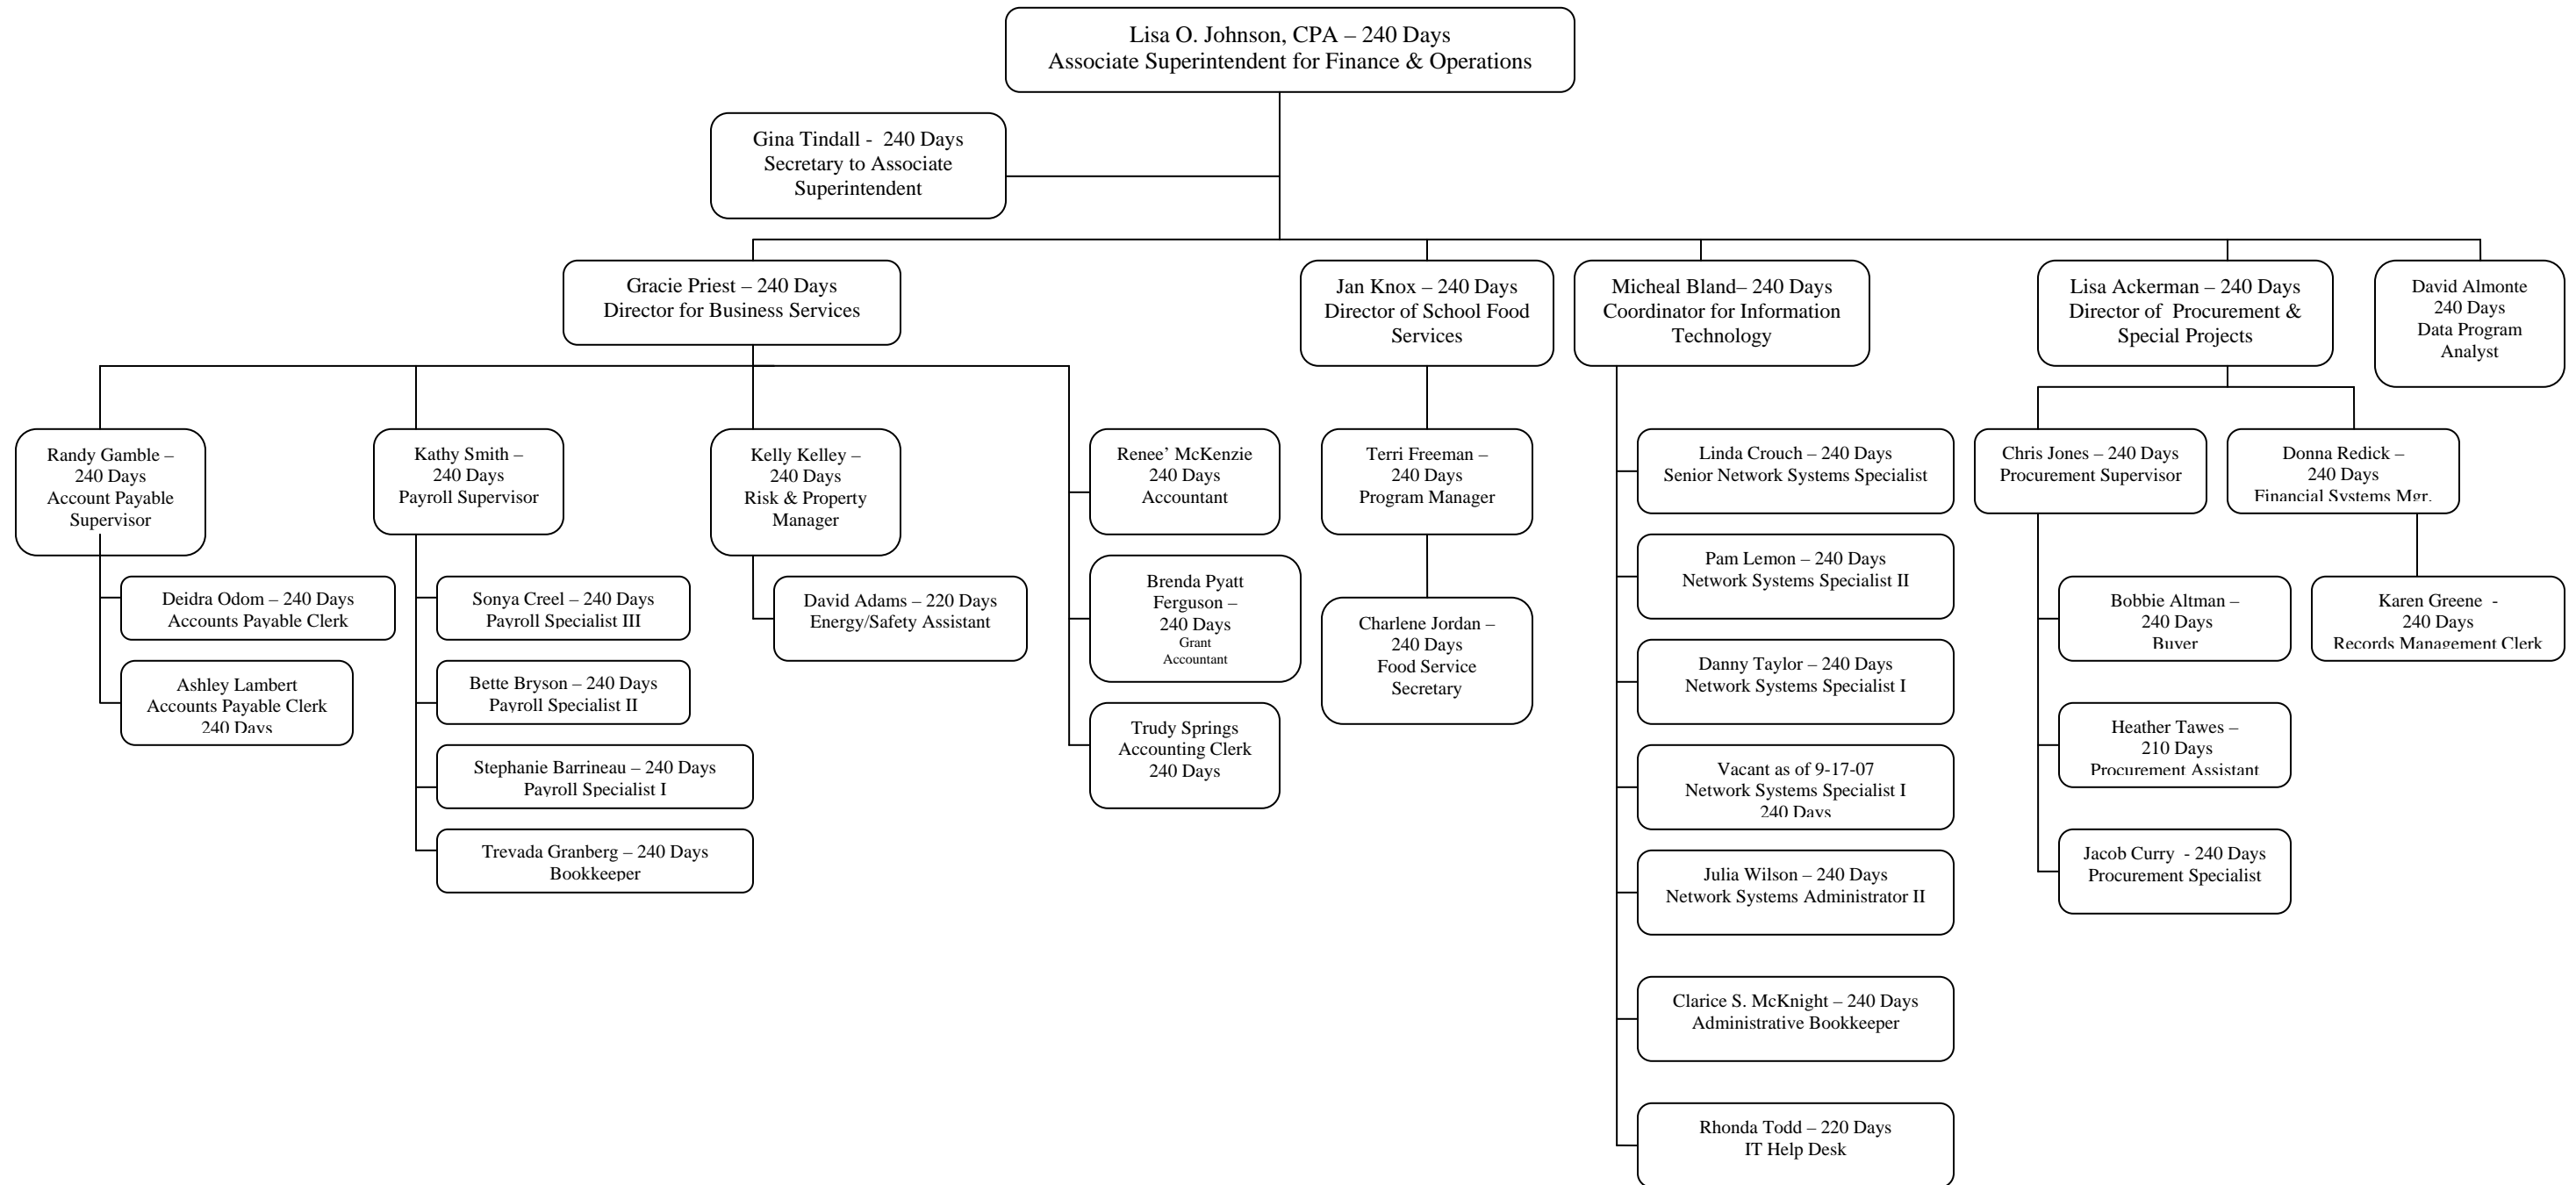 Lisa O. Johnson, CPA – 240 Days
Associate Superintendent for Finance & Operations
Gina Tindall -  240 Days
Secretary to Associate
Superintendent
Gracie Priest – 240 Days
Director for Business Services
Jan Knox – 240 Days
Director of School Food
Services
Micheal Bland– 240 Days
Coordinator for Information
Technology
Lisa Ackerman – 240 Days
Director of  Procurement &
Special Projects
David Almonte
240 Days
Data Program
Analyst
Randy Gamble –
240 Days
Account Payable
Supervisor
Deidra Odom – 240 Days
Accounts Payable Clerk
Ashley Lambert
Accounts Payable Clerk
240 Days
Kathy Smith –
240 Days
Payroll Supervisor
Sonya Creel – 240 Days
Payroll Specialist III
Bette Bryson – 240 Days
Payroll Specialist II
Stephanie Barrineau – 240 Days
Payroll Specialist I
Trevada Granberg – 240 Days
Bookkeeper
Kelly Kelley –
240 Days
Risk & Property
Manager
David Adams – 220 Days
Energy/Safety Assistant
Renee’ McKenzie
240 Days
Accountant
Brenda Pyatt
Ferguson –
240 Days
Grant
Accountant
Trudy Springs
Accounting Clerk
240 Days
Terri Freeman –
240 Days
Program Manager
Charlene Jordan –
240 Days
Food Service
Secretary
Linda Crouch – 240 Days
Senior Network Systems Specialist
Pam Lemon – 240 Days
Network Systems Specialist II
Danny Taylor – 240 Days
Network Systems Specialist I
Vacant as of 9-17-07
Network Systems Specialist I
240 Days
Julia Wilson – 240 Days
Network Systems Administrator II
Clarice S. McKnight – 240 Days
Administrative Bookkeeper
Rhonda Todd – 220 Days
IT Help Desk
Chris Jones – 240 Days
Procurement Supervisor
Bobbie Altman –
240 Days
Buyer
Heather Tawes –
210 Days
Procurement Assistant
Jacob Curry  - 240 Days
Procurement Specialist
Donna Redick –
240 Days
Financial Systems Mgr.
Karen Greene  -
240 Days
Records Management Clerk